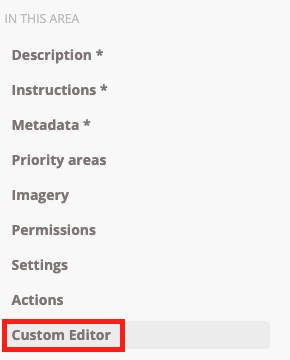 IN THIS AREA
Description *
Instructions *
Metadata *
Priority areas
Imagery
Permissions
Settings
Actions
Custom Editor